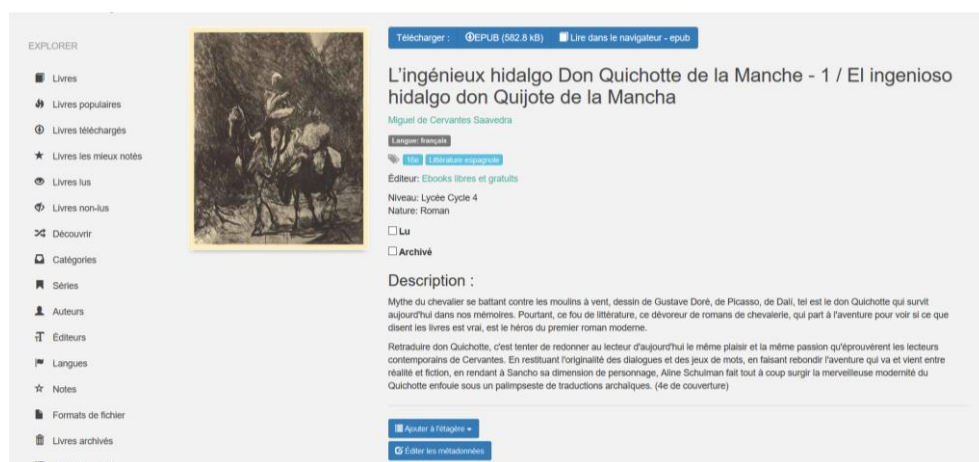 EXPLORER
Livres
Livres populaires
Livres téléchargés
Livres les mieux notés
Livres lus
Livres non-lus
Découvrir
Catégories
Séries
Auteurs
Éditeurs
Langues
Notes
Formats de fichier
Livres archivés
Télécharger : EPUB (582.8 kB) Lire dans le navigateur - epub
L'ingénieux hidalgo Don Quichotte de la Manche - 1 / El ingenioso
hidalgo don Quijote de la Mancha
Miguel de Cervantes Saavedra
Langue: français
16e Littérature espagnole
Éditeur: Ebooks libres et gratuits
Niveau: Lycée Cycle 4
Nature: Roman
Lu
Archivé
Description :
Mythe du chevalier se battant contre les moulins à vent, dessin de Gustave Doré, de Picasso, de Dalí, tel est le don Quichotte qui survit
aujourd'hui dans nos mémoires. Pourtant, ce fou de littérature, ce dévoreur de romans de chevalerie, qui part à l'aventure pour voir si ce que
disent les livres est vrai, est le héros du premier roman moderne.
Retraduire don Quichotte, c'est tenter de redonner au lecteur d'aujourd'hui le même plaisir et la même passion qu'éprouvèrent les lecteurs
contemporains de Cervantes. En restituant l'originalité des dialogues et des jeux de mots, en faisant rebondir l'aventure qui va et vient entre
réalité et fiction, en rendant à Sancho sa dimension de personnage, Aline Schulman fait tout à coup surgir la merveilleuse modernité du
Quichotte enfouie sous un palimpseste de traductions archaïques. (4e de couverture)
Ajouter à l'étagère
Éditer les métadonnées